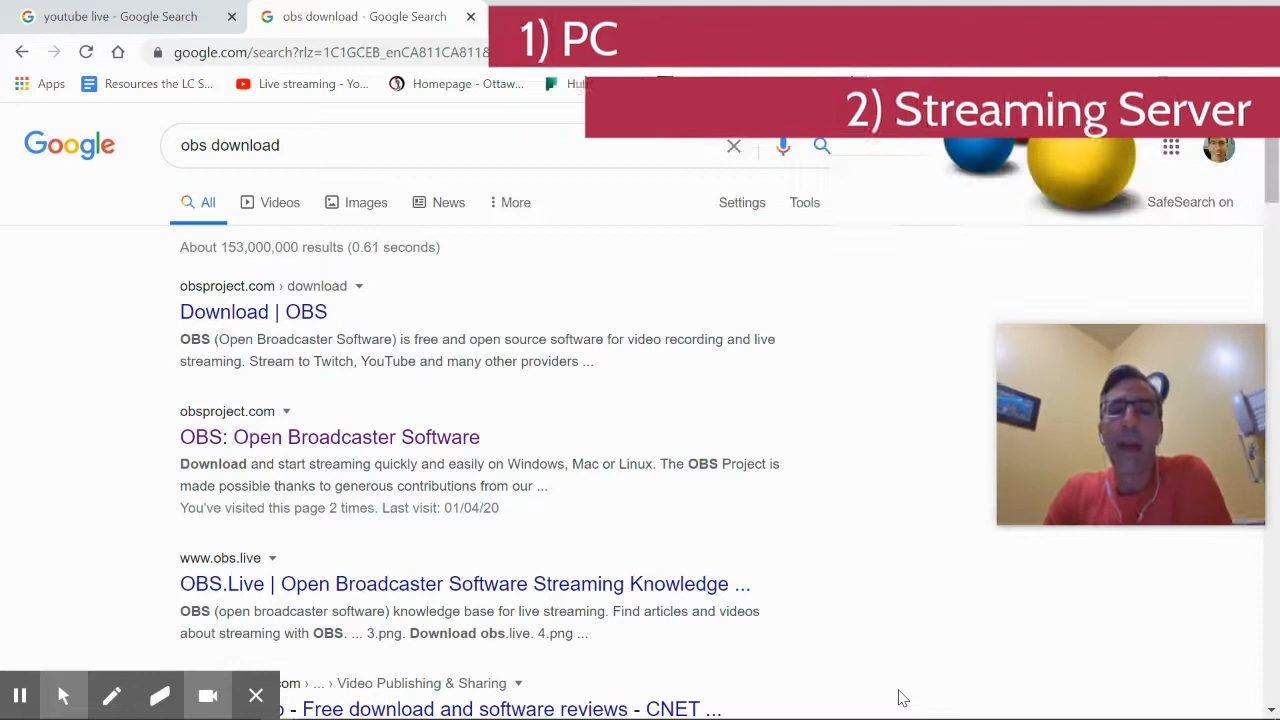 youtube live - Google Search
obs download - Google Search
1) PC
google.com/search?rlz=1C1GCEB_enCA811CA811&
Apps
Resources the LC S...
Live streaming - Yo...
Homepage - Ottaw...
2) Streaming Server
Google
obs download
All
Videos
Images
News
More
Settings
Tools
SafeSearch on
About 153,000,000 results (0.61 seconds)
obsproject.com › download
Download | OBS
OBS (Open Broadcaster Software) is free and open source software for video recording and live
streaming. Stream to Twitch, YouTube and many other providers ...
obsproject.com
OBS: Open Broadcaster Software
Download and start streaming quickly and easily on Windows, Mac or Linux. The OBS Project is
made possible thanks to generous contributions from our ...
You've visited this page 2 times. Last visit: 01/04/20
www.obs.live
OBS.Live | Open Broadcaster Software Streaming Knowledge ...
OBS (open broadcaster software) knowledge base for live streaming. Find articles and videos
about streaming with OBS. ... 3.png. Download obs.live. 4.png ...
com › ... › Video Publishing & Sharing
- Free download and software reviews - CNET ...